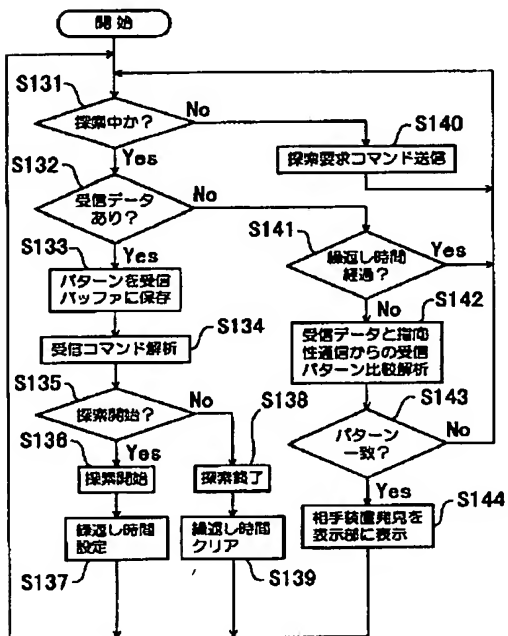 開始
S131
探索中か?
No
S140
探索要求コマンド送信
Yes
S132
受信データ
あり?
No
S141
繰返し時間
経過?
Yes
S133
Yes
パターンを受信
バッファに保存
No
S142
受信データと指向
性通信からの受信
パターン比較解析
S134
受信コマンド解析
S135
探索開始?
No
S138
S143
パターン
一致?
No
S136
Yes
探索開始
探索終了
Yes
S144
相手装置発見を
表示部に表示
繰返し時間
設定
繰返し時間
クリア
S137
S139